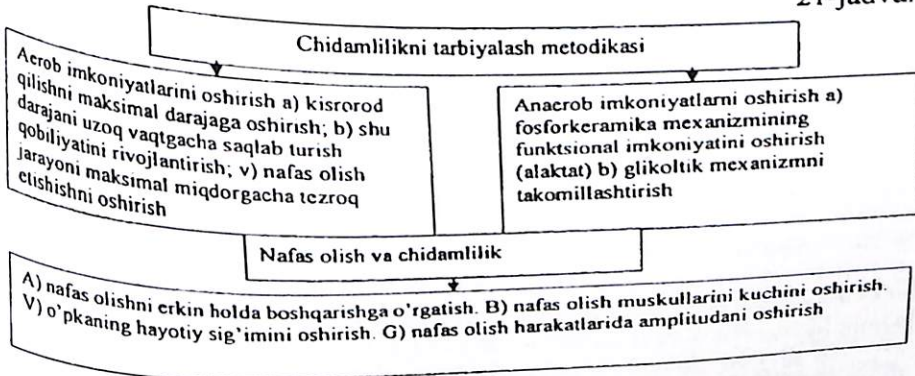 21-jadval
Chidamlilikni tarbiyalash metodikasi
Aerob imkoniyatlarini oshirish a) kisrorod
qilishni maksimal darajaga oshirish; b) shu
darajani uzoq vaqtgacha saqlab turish
qobiliyatini rivojlantirish; v) nafas olish
jarayoni maksimal miqdorgacha tezroq
etishishni oshirish
Anaerob imkoniyatlarni oshirish a)
fosforkeramika mexanizmining
funktsional imkoniyatini oshirish
(alaktat) b) glikoltik mexanizmni
takomillashtirish
Nafas olish va chidamlilik
A) nafas olishni erkin holda boshqarishga o'rgatish. B) nafas olish muskullarini kuchini oshirish.
V) o'pkaning hayotiy sig'imini oshirish. G) nafas olish harakatlarida amplitudani oshirish